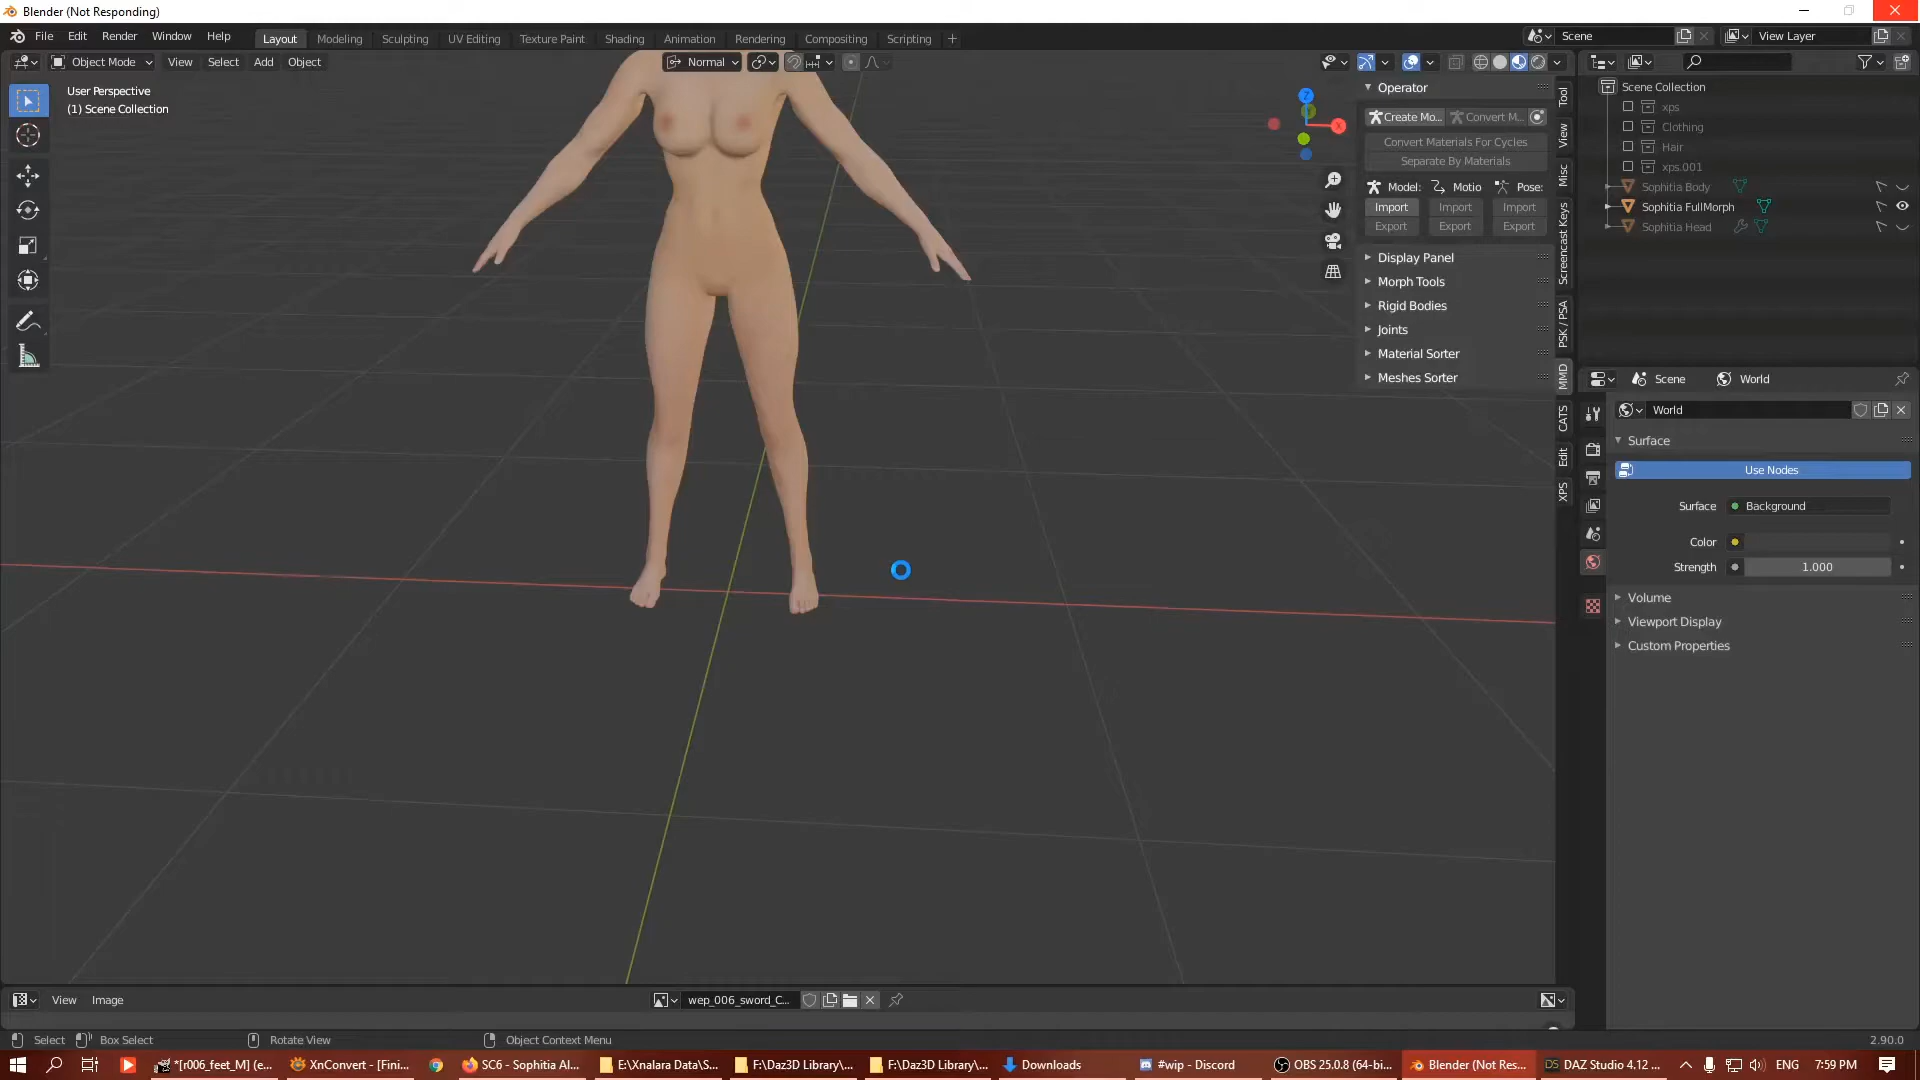 Blender (Not Responding)
File Edit Render Window Help
Layout Modeling Sculpting UV Editing Texture Paint Shading Animation Rendering Compositing Scripting +
Scene
View Layer
Object Mode View Select Add Object
Normal
User Perspective
(1) Scene Collection
Operator
Create Mo... Convert M...
Convert Materials For Cycles
Separate By Materials
Model: Motio Pose:
Import Import Import
Export Export Export
Display Panel
Morph Tools
Rigid Bodies
Joints
Material Sorter
Meshes Sorter
Tool
View
Misc
Screencast Keys
PSK / PSA
MMD
CATS
Edit
XPS
X
Z
Scene Collection
xps
Clothing
Hair
xps.001
Sophitia Body
Sophitia FullMorph
Sophitia Head
Scene World
World
Surface
Use Nodes
Surface Background
Color
Strength 1.000
Volume
Viewport Display
Custom Properties
View Image
wep_006_sword_C...
Select Box Select Rotate View Object Context Menu
2.90.0
*[r006_feet_M] (e...
XnConvert - [Fini...
SC6 - Sophitia Al...
E:\Xnalara Data\S...
F:\Daz3D Library\...
F:\Daz3D Library\...
Downloads
#wip - Discord
OBS 25.0.8 (64-bi...
Blender (Not Res...
DS DAZ Studio 4.12 ...
ENG
7:59 PM